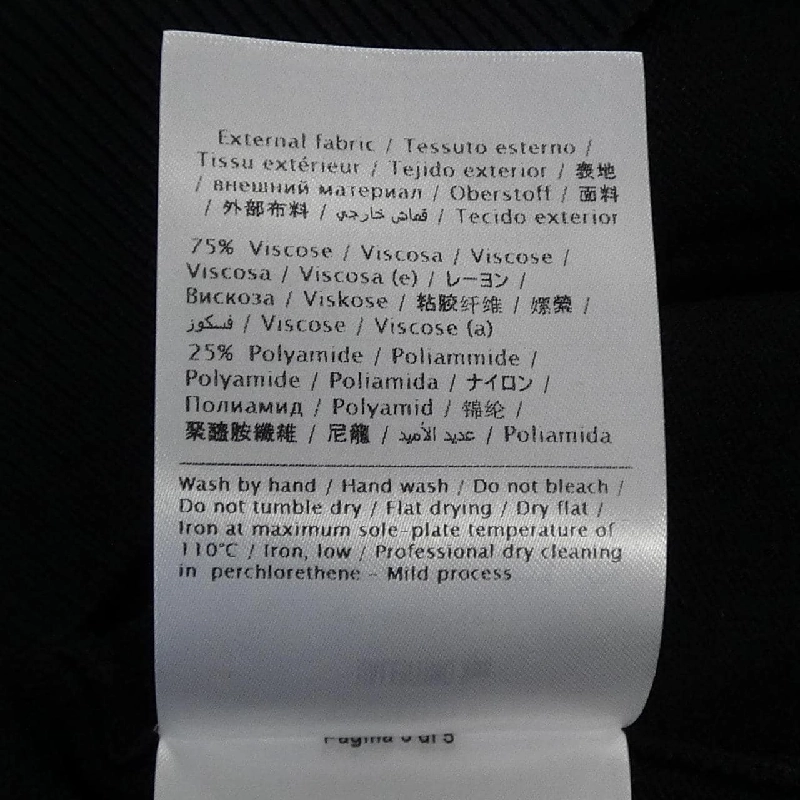 External fabric / Tessuto esterno /
Tissu extérieur / Tejido exterior / 表地
/ внешний материал / Oberstoff / 面料
/ 外部布料 / قماش خارجي / Tecido exterior
75% Viscose / Viscosa / Viscose /
Viscosa / Viscosa (e) / レーヨン /
Вискоза / Viskose / 粘胶纤维 / 嫘縈 /
فسكوز / Viscose / Viscose (a)
25% Polyamide / Poliammide /
Polyamide / Poliamida / ナイロン /
Полиамид / Polyamid / 锦纶 /
聚醯胺纖維 / 尼龍 / عديد الأميد / Poliamida
Wash by hand / Hand wash / Do not bleach /
Do not tumble dry / Flat drying / Dry flat /
Iron at maximum sole-plate temperature of
110°C / Iron, low / Professional dry cleaning
in perchlorethene - Mild process
Pagina di 5